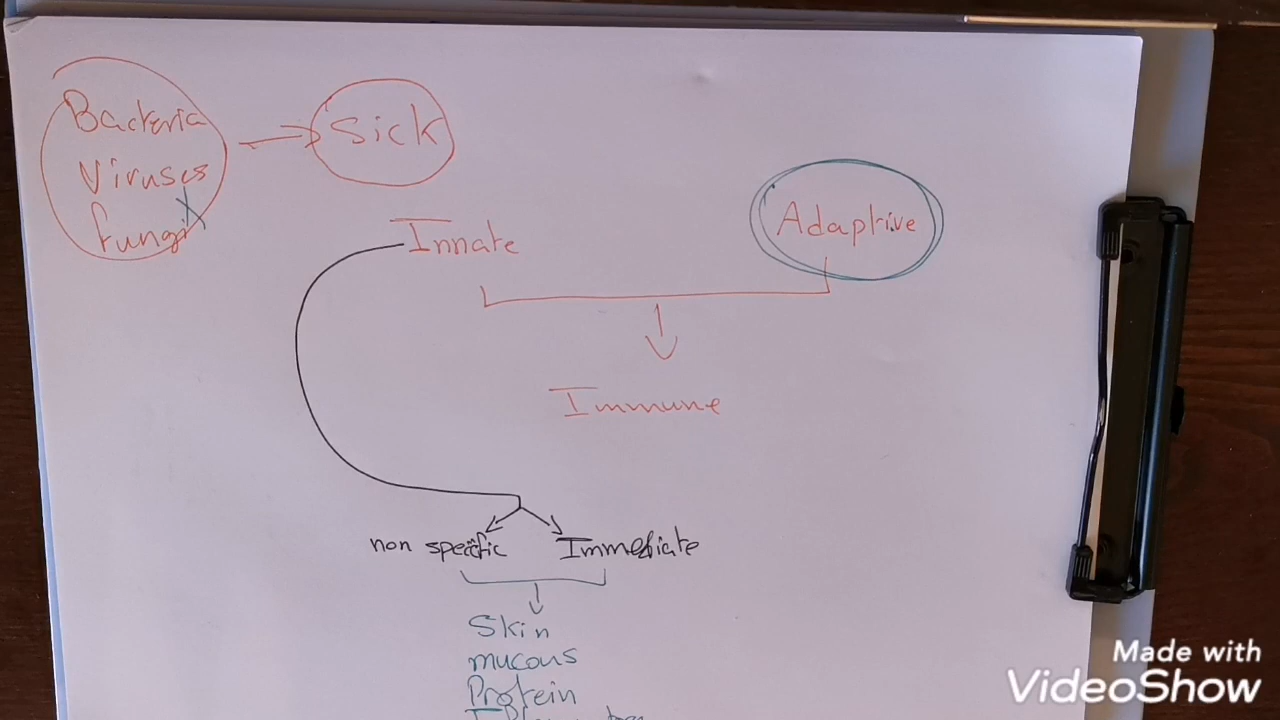 Bacteria
Viruses
fungi
Sick
Innate
Adaptive
Immune
non specific
Immediate
Skin
mucous
Protein
Made with
VideoShow